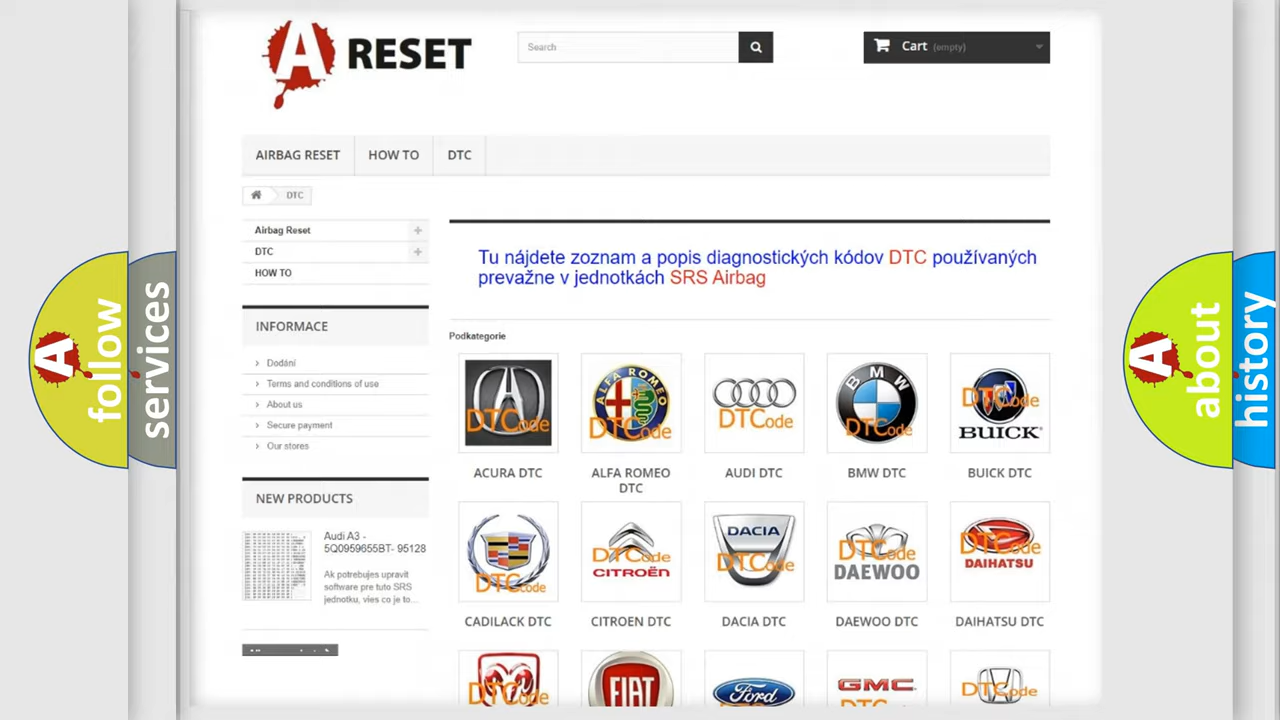 A RESET
Search
Cart (empty)
AIRBAG RESET
HOW TO
DTC
DTC
Airbag Reset
DTC
HOW TO
INFORMACE
Dodání
Terms and conditions of use
About us
Secure payment
Our stores
NEW PRODUCTS
Audi A3 -
5Q0959655BT- 95128
Ak potrebujes upravit
software pre tuto SRS
jednotku, vies co je to...
Tu nájdete zoznam a popis diagnostických kódov DTC používaných
prevažne v jednotkách SRS Airbag
Podkategorie
DTCode
ALFA ROMEO
DTCode
DTCode
BMW
DTCode
DTCode
BUICK
ACURA DTC
ALFA ROMEO
DTC
AUDI DTC
BMW DTC
BUICK DTC
DTCode
DTCode
CITROËN
DACIA
DTCode
DTCode
DAEWOO
DTCode
DAIHATSU
CADILACK DTC
CITROEN DTC
DACIA DTC
DAEWOO DTC
DAIHATSU DTC
DTCode
FIAT
Ford
GMC
DTCode
A follow
services
A about
history